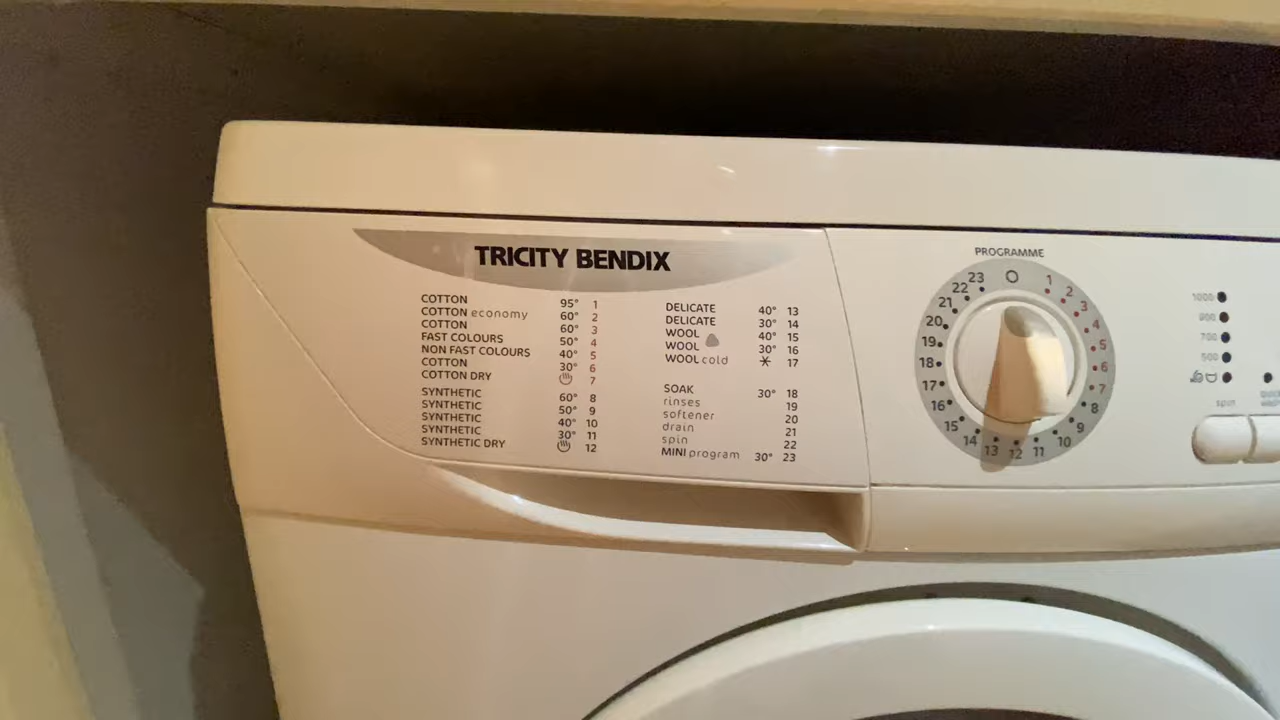 TRICITY BENDIX
COTTON 95° 1
COTTON economy 60° 2
COTTON 60° 3
FAST COLOURS 50° 4
NON FAST COLOURS 40° 5
COTTON 30° 6
COTTON DRY 7
SYNTHETIC 60° 8
SYNTHETIC 50° 9
SYNTHETIC 40° 10
SYNTHETIC 30° 11
SYNTHETIC DRY 12
DELICATE 40° 13
DELICATE 30° 14
WOOL 40° 15
WOOL 30° 16
WOOL cold 17
SOAK 30° 18
rinses 19
softener 20
drain 21
spin 22
MINI program 30° 23
PROGRAMME
1
2
3
4
5
6
7
8
9
10
11
12
13
14
15
16
17
18
19
20
21
22
23
1000
900
700
500
spin